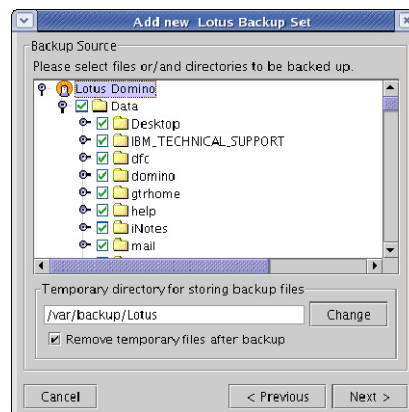 Add new Lotus Backup Set
Backup Source
Please select files or/and directories to be backed up.
Lotus Domino
Data
Desktop
IBM_TECHNICAL_SUPPORT
dfc
domino
gtrhome
help
iNotes
mail
Temporary directory for storing backup files
/var/backup/Lotus
Change
Remove temporary files after backup
Cancel
< Previous
Next >